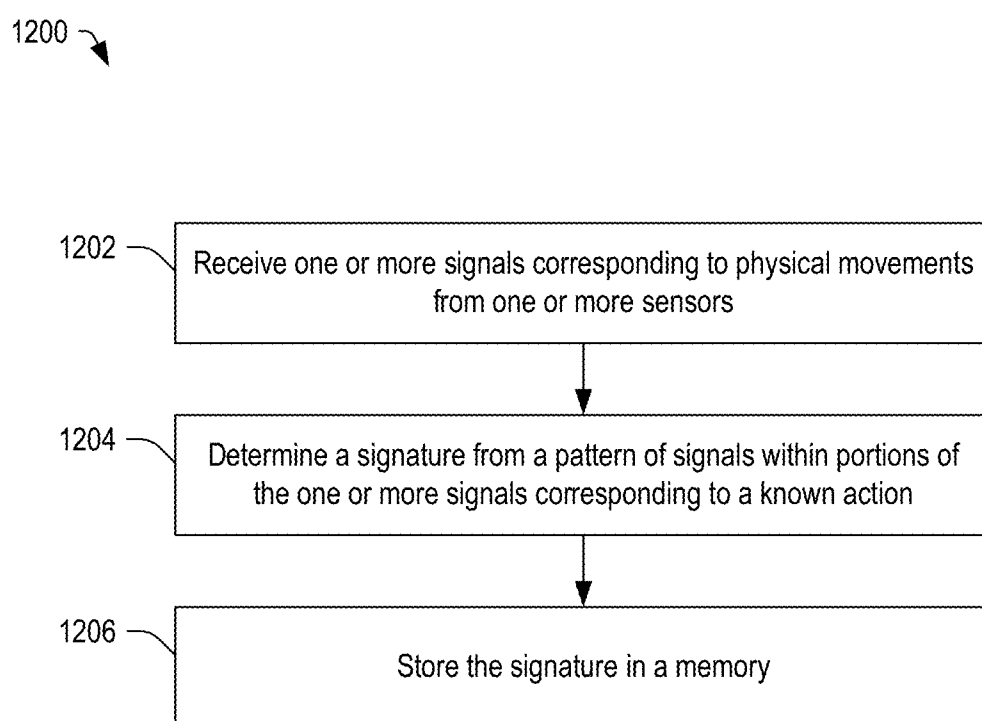 1200
1202
Receive one or more signals corresponding to physical movements
from one or more sensors
1204
Determine a signature from a pattern of signals within portions of
the one or more signals corresponding to a known action
1206
Store the signature in a memory